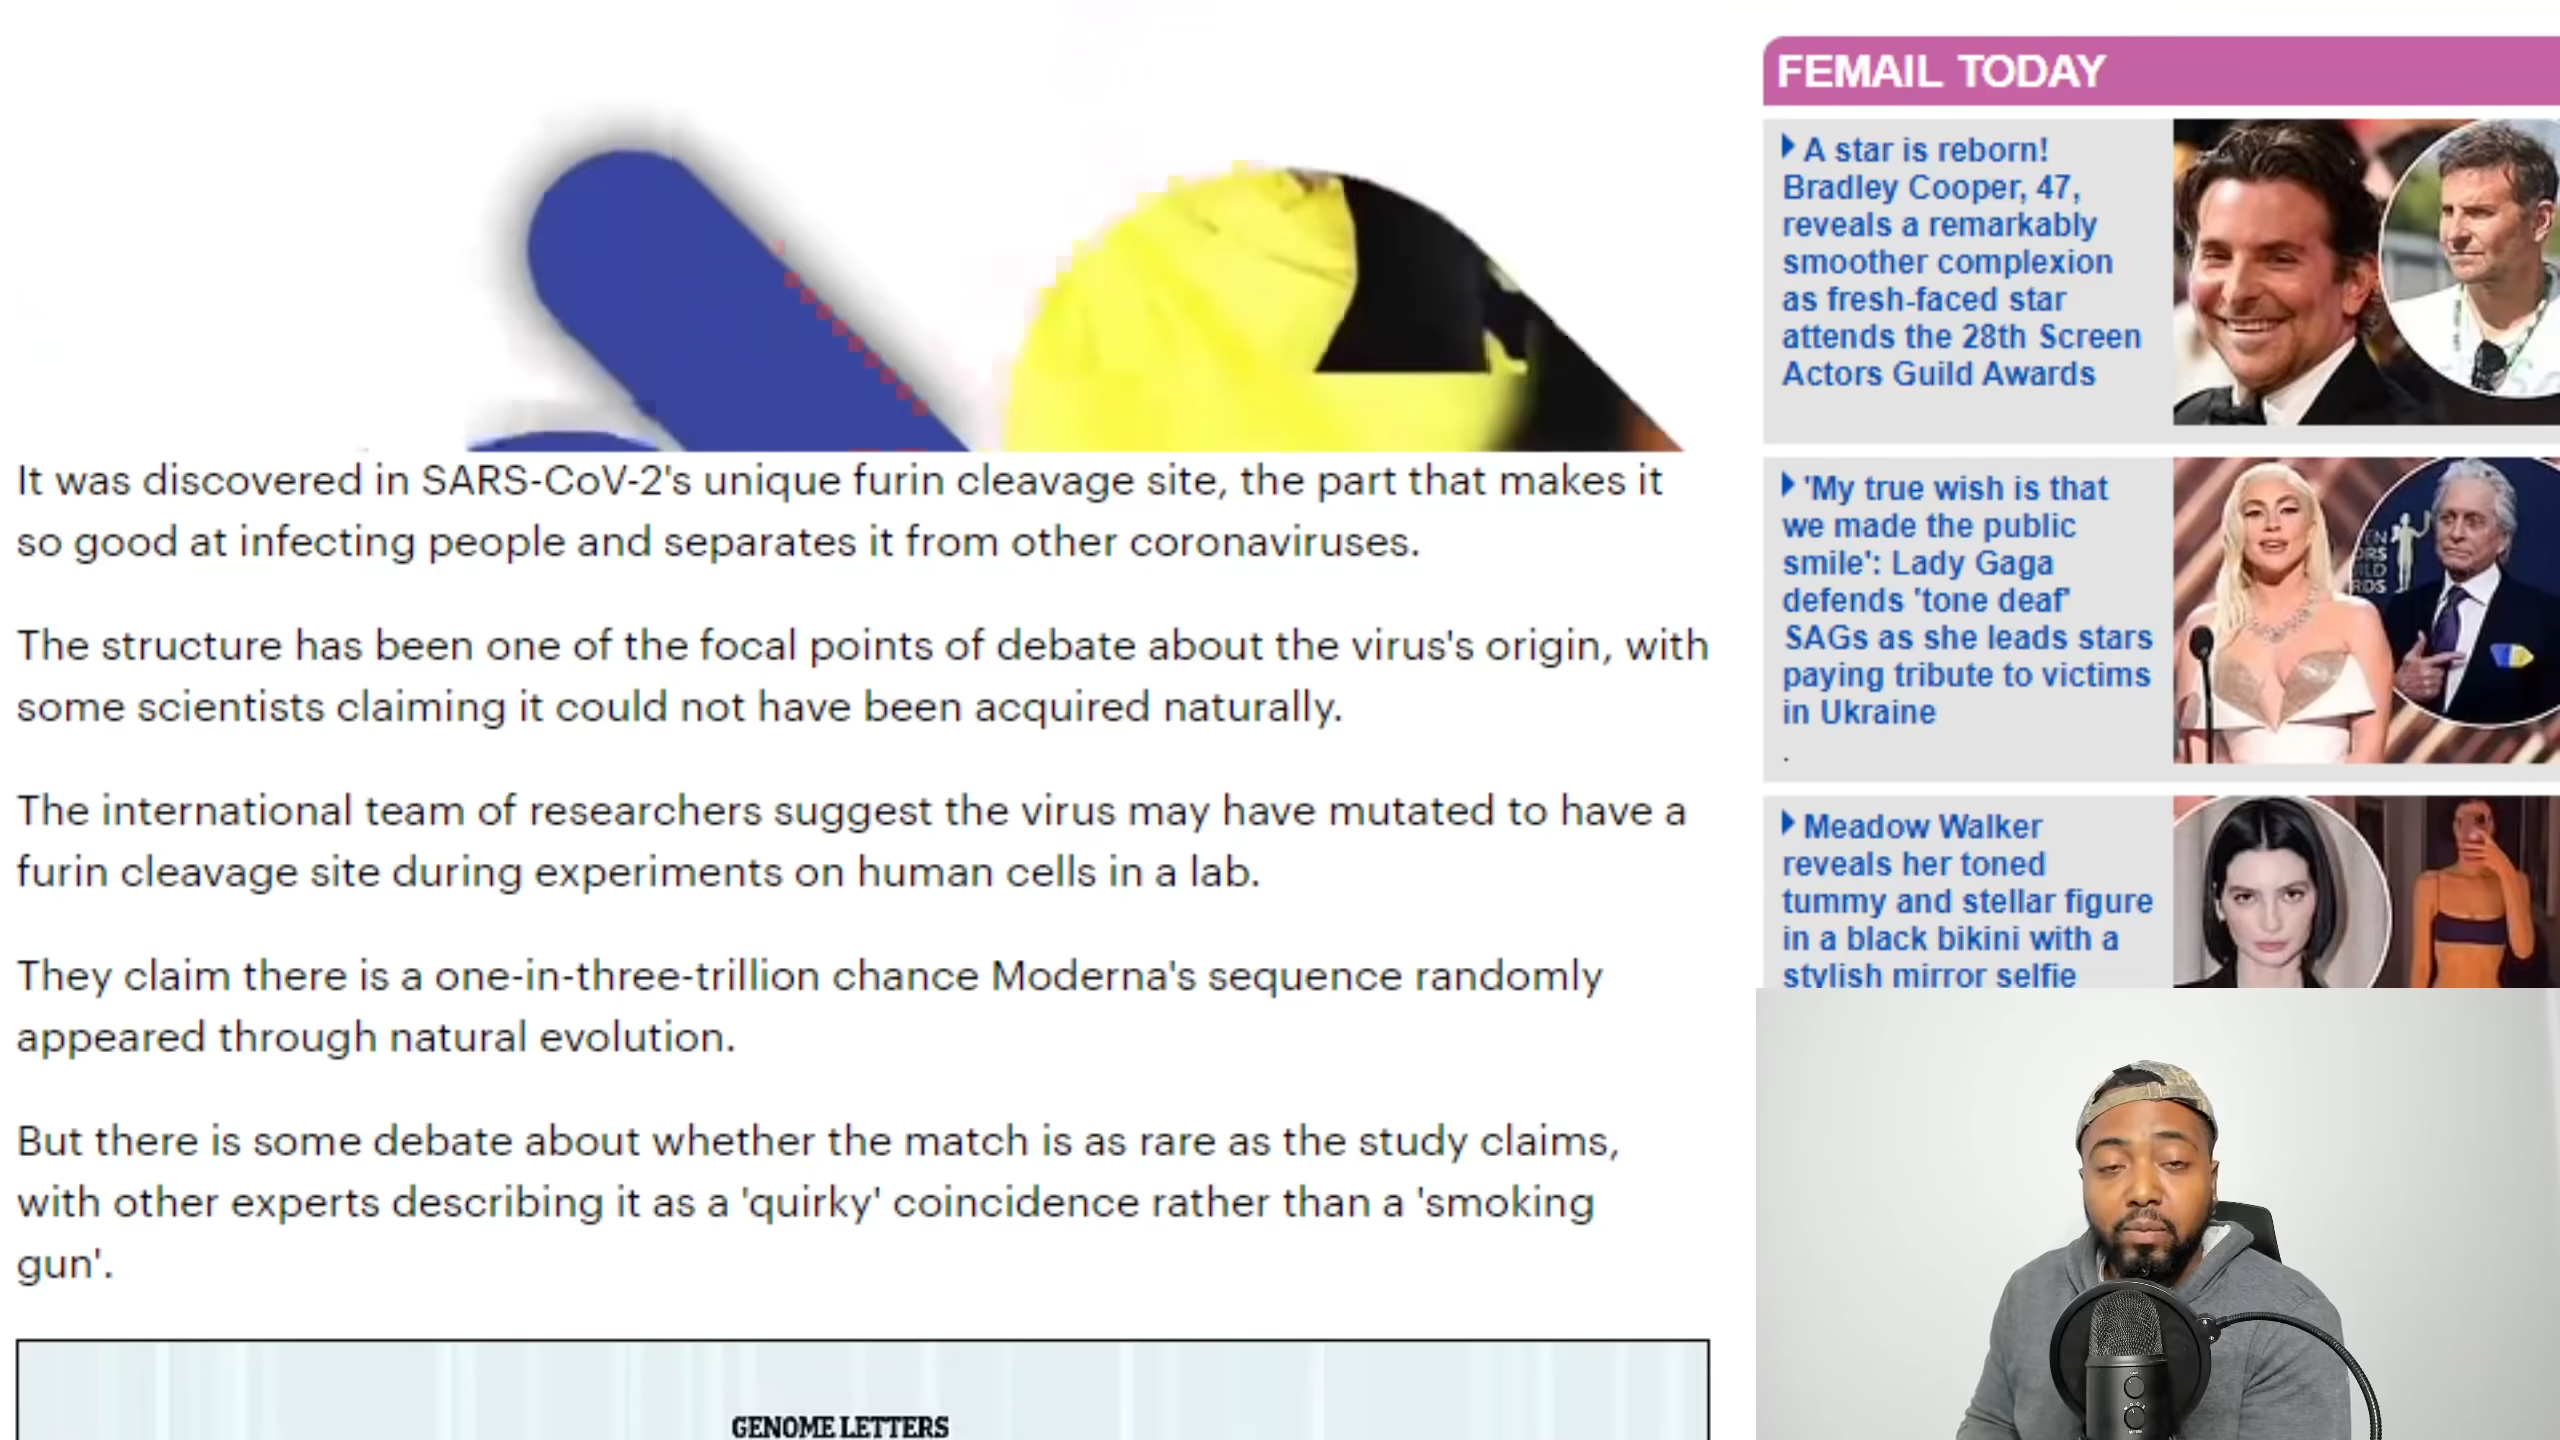 It was discovered in SARS-CoV-2's unique furin cleavage site, the part that makes it
so good at infecting people and separates it from other coronaviruses.
The structure has been one of the focal points of debate about the virus's origin, with
some scientists claiming it could not have been acquired naturally.
The international team of researchers suggest the virus may have mutated to have a
furin cleavage site during experiments on human cells in a lab.
They claim there is a one-in-three-trillion chance Moderna's sequence randomly
appeared through natural evolution.
But there is some debate about whether the match is as rare as the study claims,
with other experts describing it as a 'quirky' coincidence rather than a 'smoking
gun'.
GENOME LETTERS
FEMAIL TODAY
A star is reborn!
Bradley Cooper, 47,
reveals a remarkably
smoother complexion
as fresh-faced star
attends the 28th Screen
Actors Guild Awards
'My true wish is that
we made the public
smile': Lady Gaga
defends 'tone deaf'
SAGs as she leads stars
paying tribute to victims
in Ukraine
.
Meadow Walker
reveals her toned
tummy and stellar figure
in a black bikini with a
stylish mirror selfie